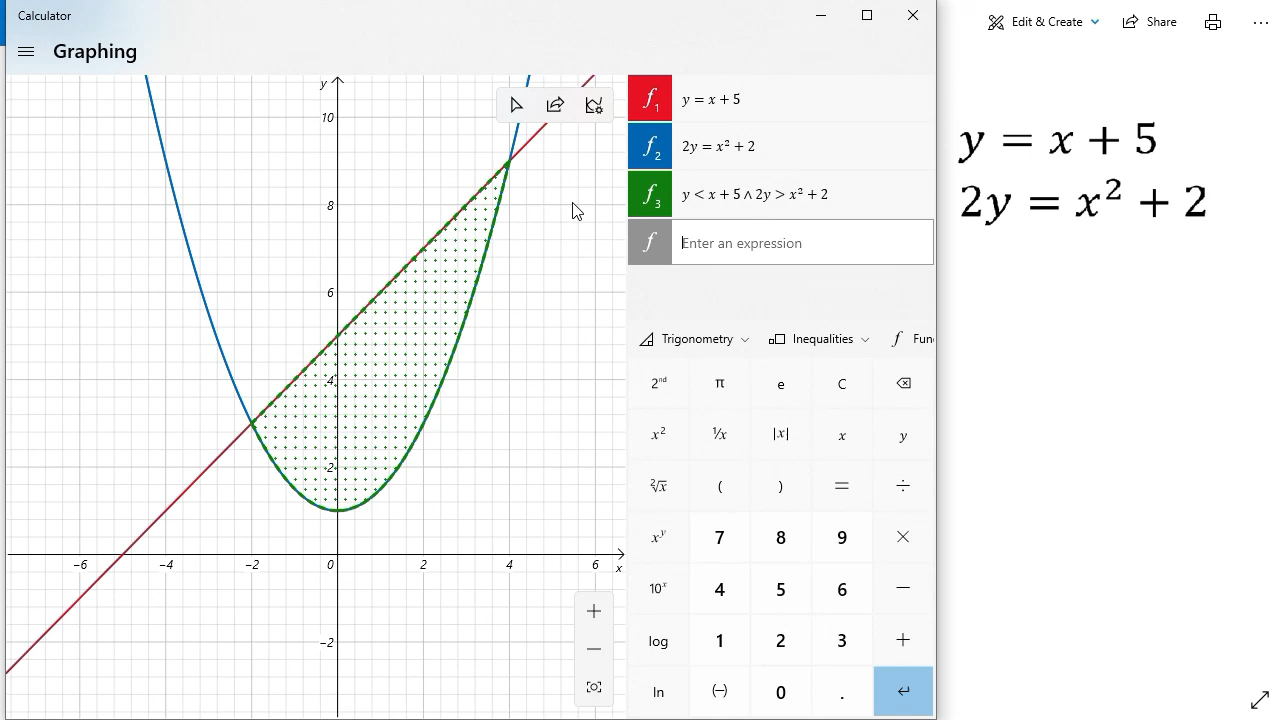 Calculator
Graphing
Edit & Create
Share
y
10
8
6
4
2
−2
−6
−4
−2
0
2
4
6
x
f₁ y = x + 5
f₂ 2y = x² + 2
f₃ y < x + 5 ∧ 2y > x² + 2
f Enter an expression
y = x + 5
2y = x² + 2
Trigonometry
Inequalities
f Fun
2ⁿᵈ π e C
x² ¹/x |x| x y
²√x ( ) = ÷
xʸ 7 8 9 ×
10ˣ 4 5 6 −
log 1 2 3 +
ln (−) 0 .